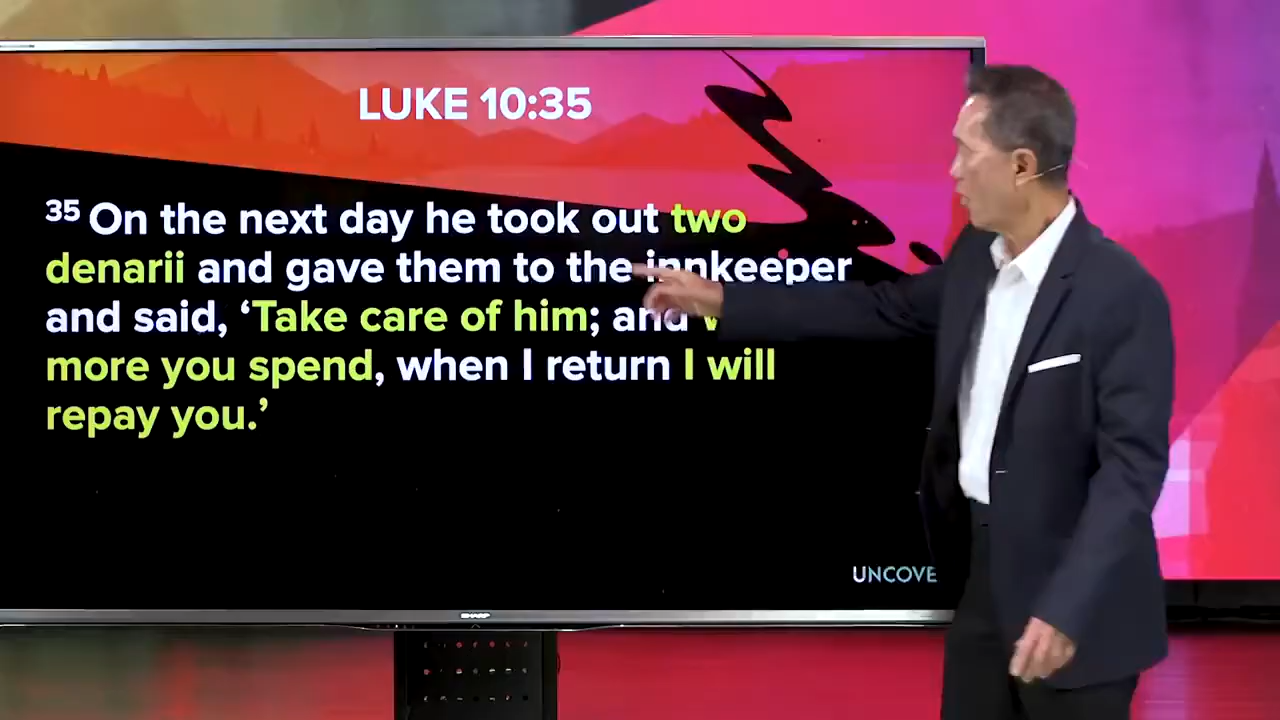 LUKE 10:35
35 On the next day he took out two
denarii and gave them to the innkeeper
and said, ‘Take care of him; and
more you spend, when I return I will
repay you.’
UNCOVE
SHARP